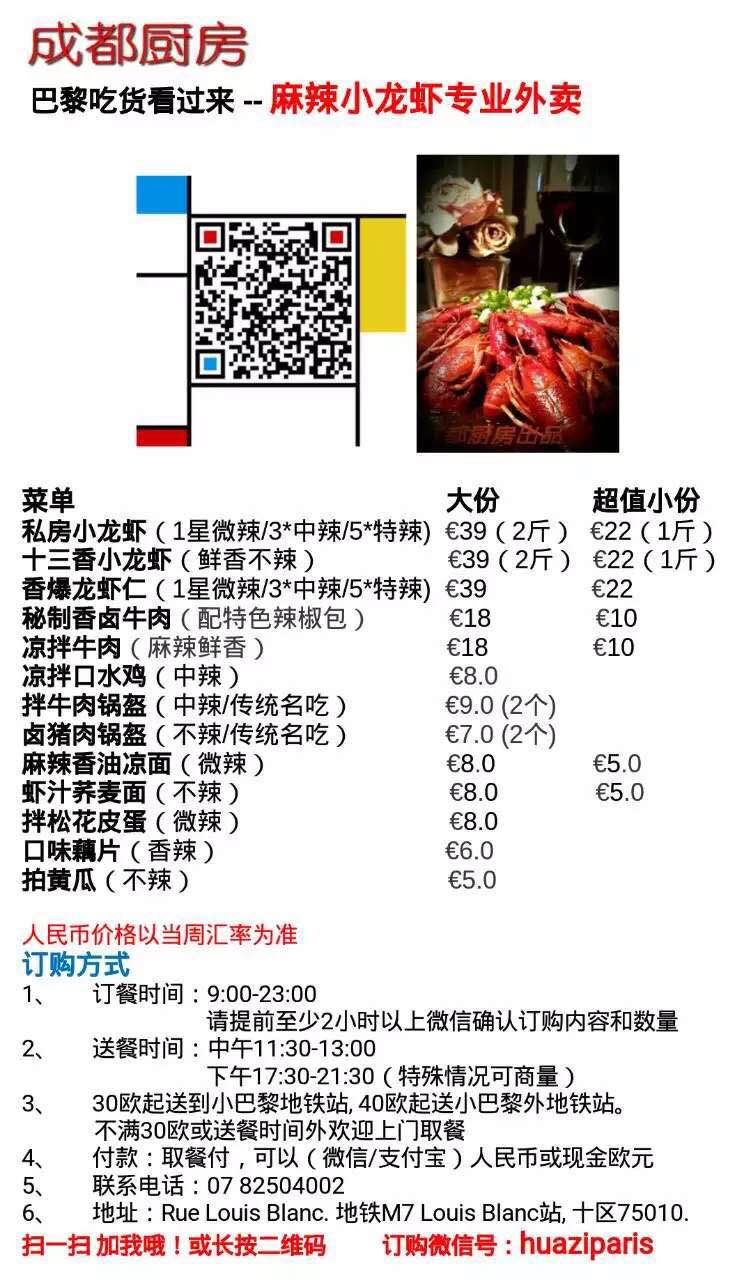 成都厨房
巴黎吃货看过来 -- 麻辣小龙虾专业外卖
都厨房出品
菜单 大份 超值小份
私房小龙虾（1星微辣/3*中辣/5*特辣) €39（2斤） €22（1斤）
十三香小龙虾（鲜香不辣） €39（2斤） €22（1斤）
香爆龙虾仁（1星微辣/3*中辣/5*特辣) €39 €22
秘制香卤牛肉（配特色辣椒包） €18 €10
凉拌牛肉（麻辣鲜香） €18 €10
凉拌口水鸡（中辣） €8.0
拌牛肉锅盔（中辣/传统名吃） €9.0 (2个)
卤猪肉锅盔（不辣/传统名吃） €7.0 (2个)
麻辣香油凉面（微辣） €8.0 €5.0
虾汁荞麦面（不辣） €8.0 €5.0
拌松花皮蛋（微辣） €8.0
口味藕片（香辣） €6.0
拍黄瓜（不辣） €5.0
人民币价格以当周汇率为准
订购方式
1、 订餐时间：9:00-23:00
请提前至少2小时以上微信确认订购内容和数量
2、 送餐时间：中午11:30-13:00
下午17:30-21:30（特殊情况可商量）
3、 30欧起送到小巴黎地铁站, 40欧起送小巴黎外地铁站。
不满30欧或送餐时间外欢迎上门取餐
4、 付款：取餐付，可以（微信/支付宝）人民币或现金欧元
5、 联系电话：07 82504002
6、 地址：Rue Louis Blanc. 地铁M7 Louis Blanc站, 十区75010.
扫一扫 加我哦！或长按二维码 订购微信号：huaziparis